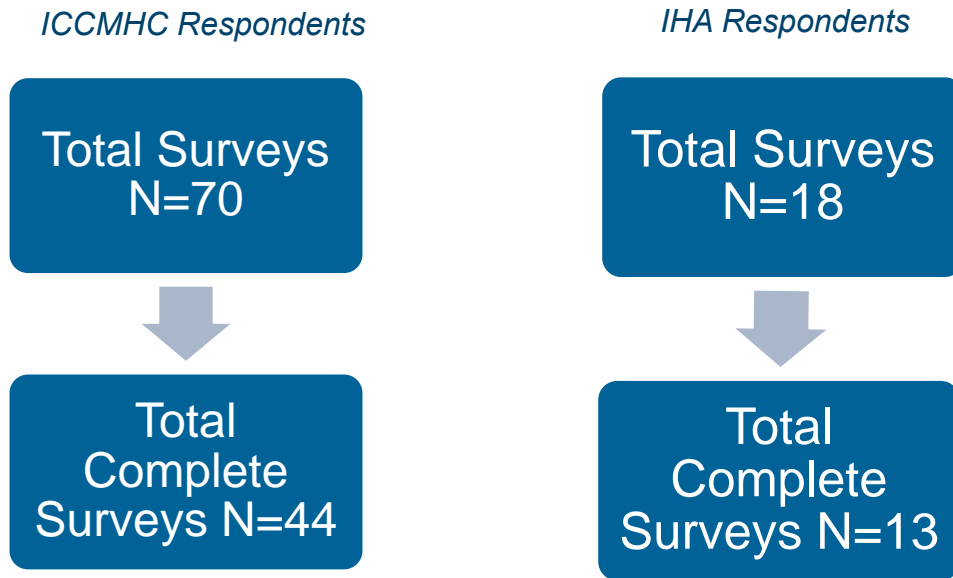 ICCMHC Respondents
Total Surveys
N=70
Total
Complete
Surveys N=44
IHA Respondents
Total Surveys
N=18
Total
Complete
Surveys N=13